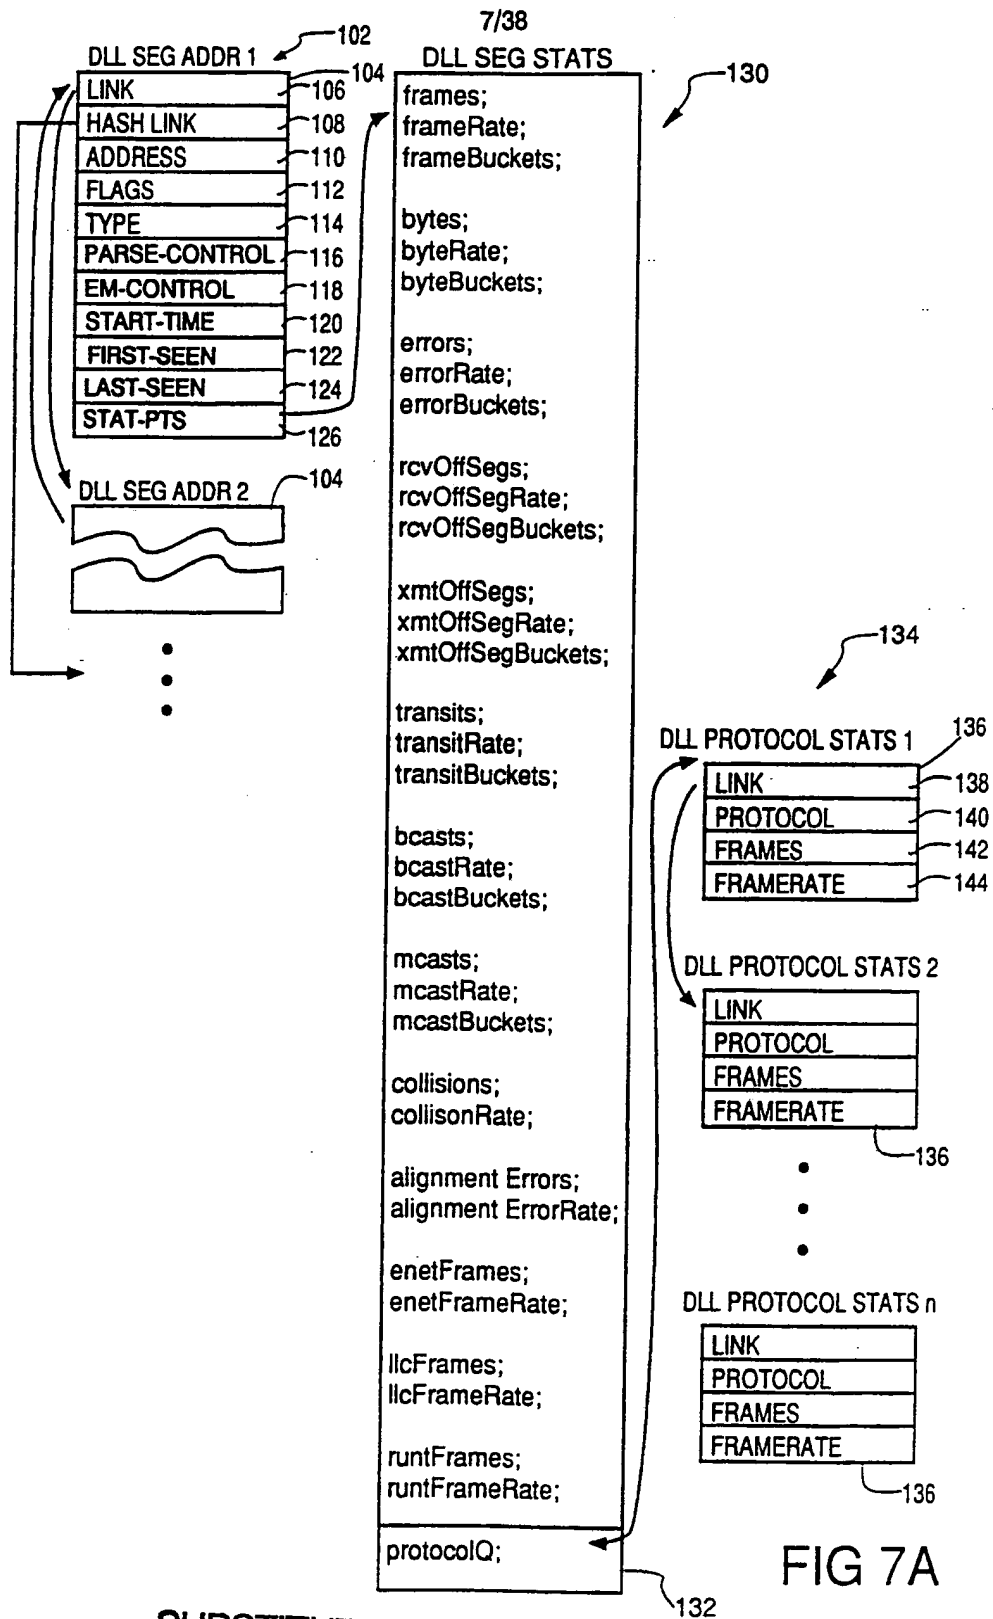 7/38
DLL SEG ADDR 1
102
104
LINK
106
HASH LINK
108
ADDRESS
110
FLAGS
112
TYPE
114
PARSE-CONTROL
116
EM-CONTROL
118
START-TIME
120
FIRST-SEEN
122
LAST-SEEN
124
STAT-PTS
126
DLL SEG ADDR 2
104
DLL SEG STATS
130
frames;
frameRate;
frameBuckets;
bytes;
byteRate;
byteBuckets;
errors;
errorRate;
errorBuckets;
rcvOffSegs;
rcvOffSegRate;
rcvOffSegBuckets;
xmtOffSegs;
xmtOffSegRate;
xmtOffSegBuckets;
transits;
transitRate;
transitBuckets;
bcasts;
bcastRate;
bcastBuckets;
mcasts;
mcastRate;
mcastBuckets;
collisions;
collisonRate;
alignment Errors;
alignment ErrorRate;
enetFrames;
enetFrameRate;
llcFrames;
llcFrameRate;
runtFrames;
runtFrameRate;
protocolQ;
132
134
DLL PROTOCOL STATS 1
136
LINK
138
PROTOCOL
140
FRAMES
142
FRAMERATE
144
DLL PROTOCOL STATS 2
LINK
PROTOCOL
FRAMES
FRAMERATE
136
DLL PROTOCOL STATS n
LINK
PROTOCOL
FRAMES
FRAMERATE
136
FIG 7A